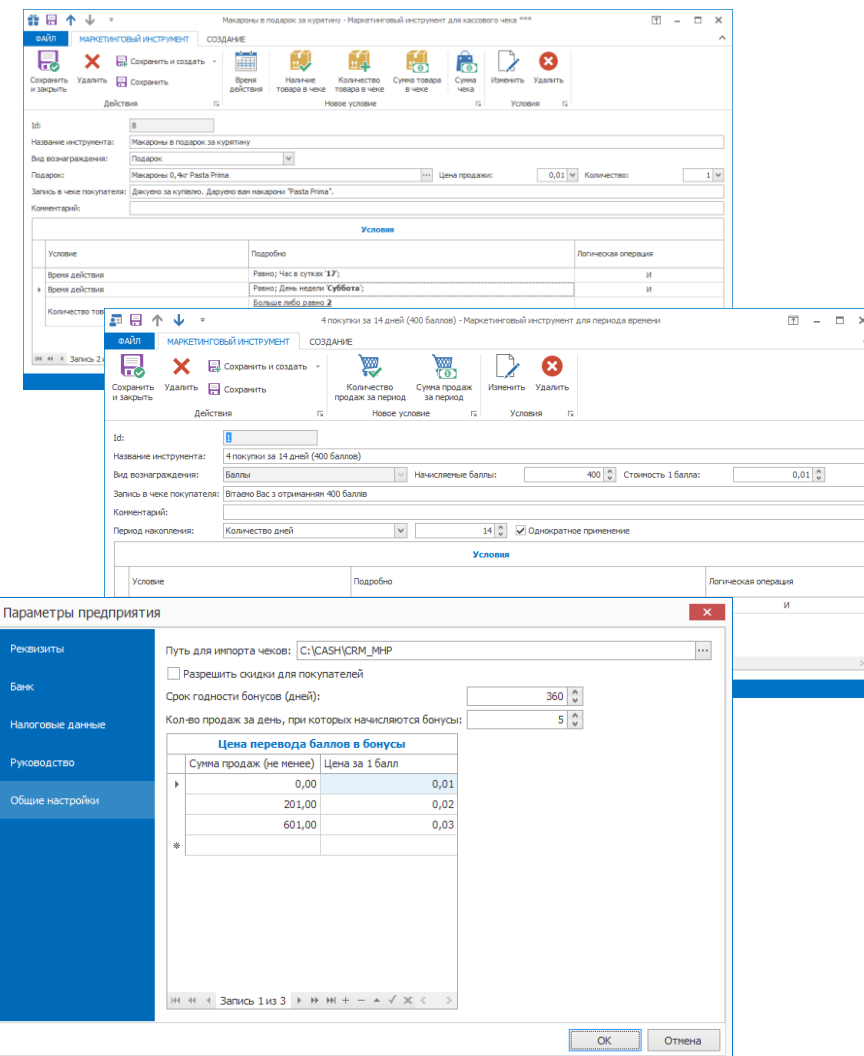 Макароны в подарок за курятину - Маркетинговый инструмент для кассового чека ***
ФАЙЛ МАРКЕТИНГОВЫЙ ИНСТРУМЕНТ СОЗДАНИЕ
Сохранить и закрыть
Удалить
Сохранить и создать
Сохранить
Время действия
Наличие товара в чеке
Количество товара в чеке
Сумма товара в чеке
Сумма чека
Изменить
Удалить
Действия Новое условие Условия
Id: 8
Название инструмента: Макароны в подарок за курятину
Вид вознаграждения: Подарок
Подарок: Макароны 0,4кг Pasta Prima ... Цена продажи: 0,01 Количество: 1
Запись в чеке покупателя: Дякуємо за купівлю. Даруємо вам макарони "Pasta Prima".
Комментарий:
Условия
Условие Подробно Логическая операция
Время действия Равно; Час в сутках '17'; И
Время действия Равно; День недели 'Суббота'; И
Больше либо равно 2
Количество тов
Запись 2
4 покупки за 14 дней (400 баллов) - Маркетинговый инструмент для периода времени
ФАЙЛ МАРКЕТИНГОВЫЙ ИНСТРУМЕНТ СОЗДАНИЕ
Сохранить и закрыть
Удалить
Сохранить и создать
Сохранить
Количество продаж за период
Сумма продаж за период
Изменить
Удалить
Действия Новое условие Условия
Id: 1
Название инструмента: 4 покупки за 14 дней (400 баллов)
Вид вознаграждения: Баллы Начисляемые баллы: 400 Стоимость 1 балла: 0,01
Запись в чеке покупателя: Вітаємо Вас з отриманням 400 баллів
Комментарий:
Период накопления: Количество дней 14 Однократное применение
Условия
Условие Подробно Логическая операция
И
Параметры предприятия
Реквизиты
Банк
Налоговые данные
Руководство
Общие настройки
Путь для импорта чеков: C:\CASH\CRM_MHP ...
Разрешить скидки для покупателей
Срок годности бонусов (дней): 360
Кол-во продаж за день, при которых начисляются бонусы: 5
Цена перевода баллов в бонусы
Сумма продаж (не менее) Цена за 1 балл
0,00 0,01
201,00 0,02
601,00 0,03
Запись 1 из 3
OK Отмена